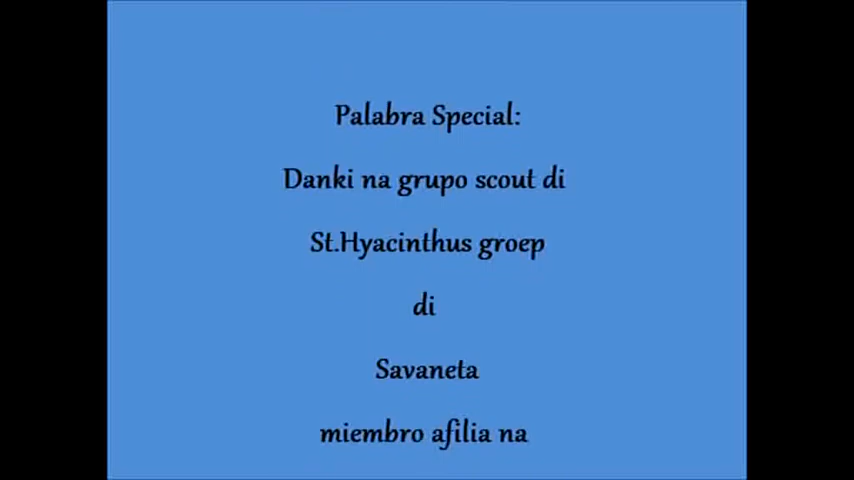 Palabra Special:
Danki na grupo scout di
St.Hyacinthus groep
di
Savaneta
miembro afilia na